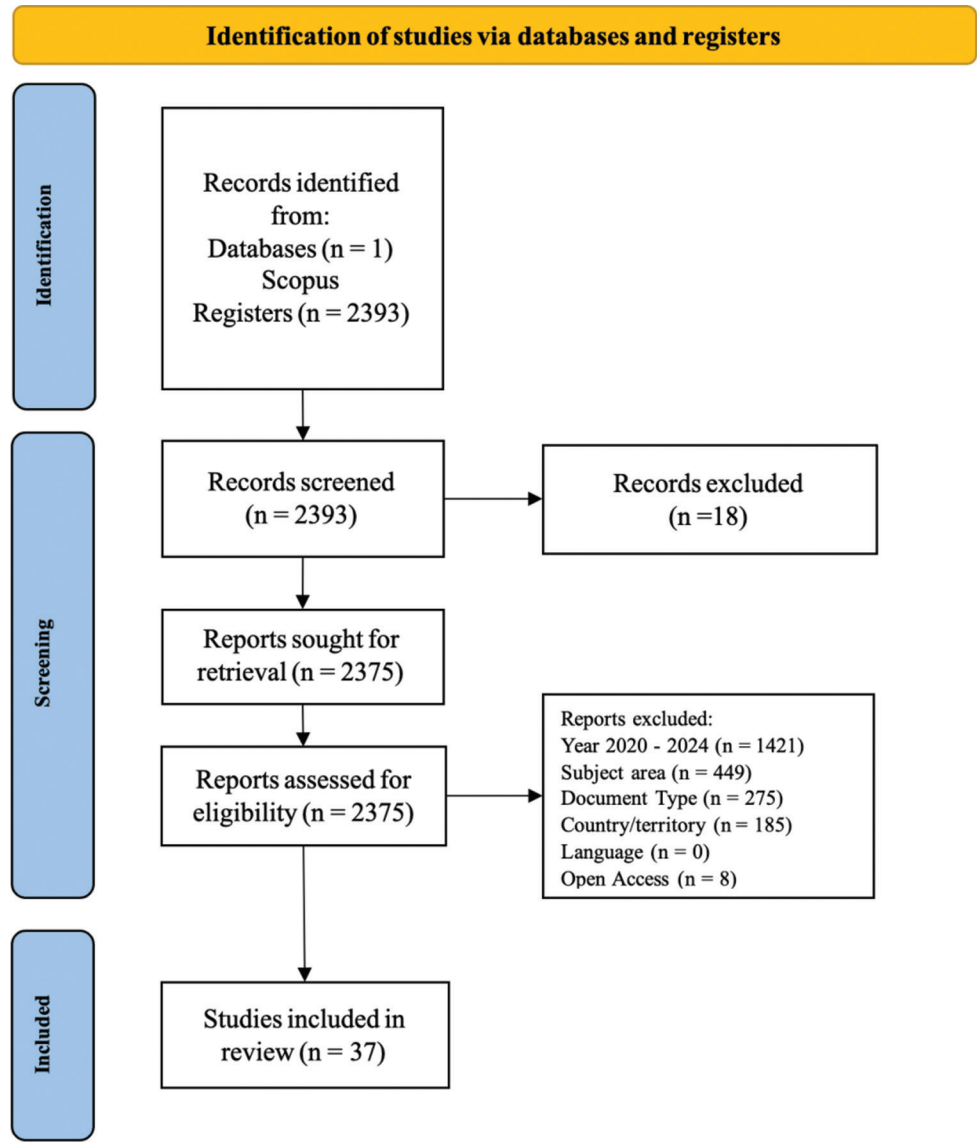 Identification of studies via databases and registers
Identification
Records identified
from:
Databases (n = 1)
Scopus
Registers (n = 2393)
Screening
Records screened
(n = 2393)
Records excluded
(n =18)
Reports sought for
retrieval (n = 2375)
Reports assessed for
eligibility (n = 2375)
Reports excluded:
Year 2020 - 2024 (n = 1421)
Subject area (n = 449)
Document Type (n = 275)
Country/territory (n = 185)
Language (n = 0)
Open Access (n = 8)
Included
Studies included in
review (n = 37)